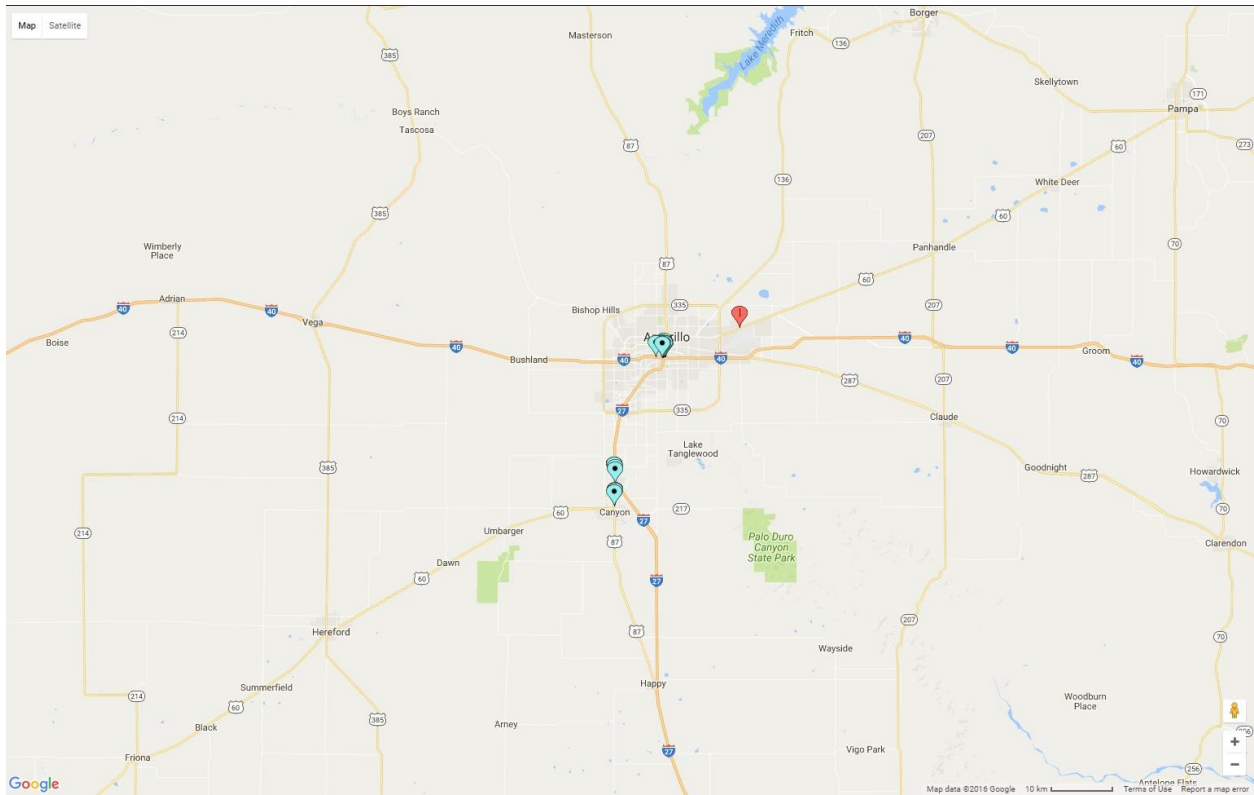 Map Satellite
Masterson
Borger
Fritch
136
385
Lake Meredith
Skellytown
171
Pampa
Boys Ranch
Tascosa
87
207
60
273
136
White Deer
385
60
Wimberly
Place
87
Panhandle
70
60
Adrian
40
40
Bishop Hills
335
207
Vega
214
Boise
40
40
40
Bushland
40
40
Groom
40
287
207
27
335
214
Claude
70
Lake
Tanglewood
385
Goodnight
287
Howardwick
60
Canyon
217
70
27
214
Umbarger
87
Palo Duro
Canyon
State Park
Clarendon
Dawn
60
27
207
Hereford
87
70
Wayside
Happy
Summerfield
214
60
Woodburn
Place
385
Black
Arney
27
Vigo Park
Friona
256
Antelope Flats
Google
Map data ©2016 Google 10 km Terms of Use Report a map error